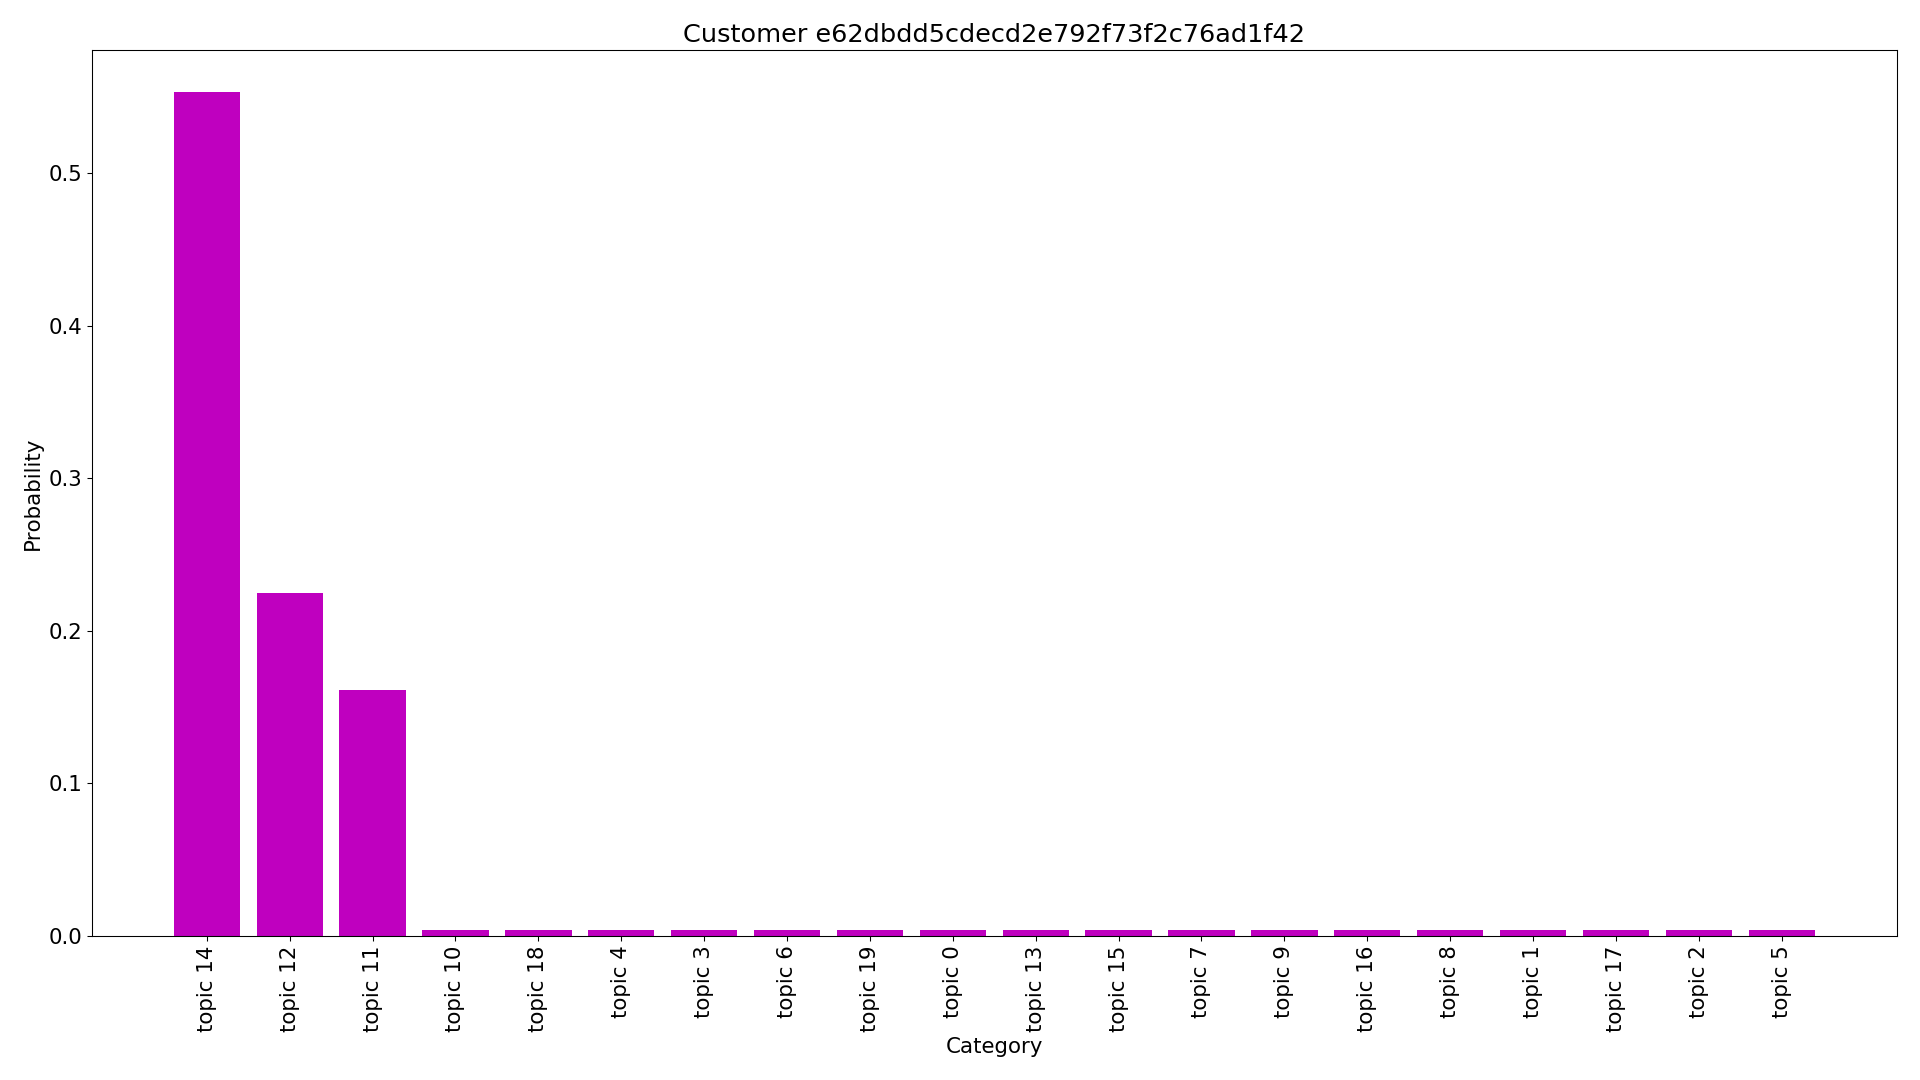 Customer e62dbdd5cdecd2e792f73f2c76ad1f42
Probability
0.5
0.4
0.3
0.2
0.1
0.0
topic 14
topic 12
topic 11
topic 10
topic 18
topic 4
topic 3
topic 6
topic 19
topic 0
topic 13
topic 15
topic 7
topic 9
topic 16
topic 8
topic 1
topic 17
topic 2
topic 5
Category